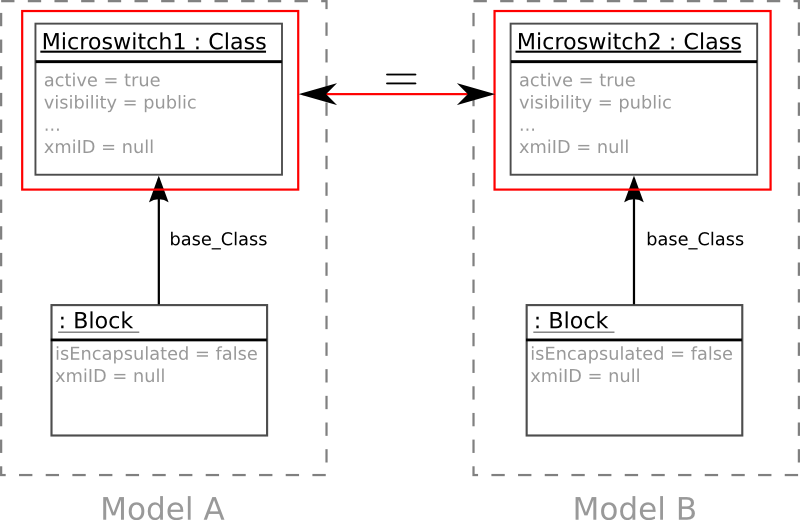 Microswitch1 : Class
active = true
visibility = public
...
xmiID = null
base_Class
: Block
isEncapsulated = false
xmiID = null
Model A
=
Microswitch2 : Class
active = true
visibility = public
...
xmiID = null
base_Class
: Block
isEncapsulated = false
xmiID = null
Model B